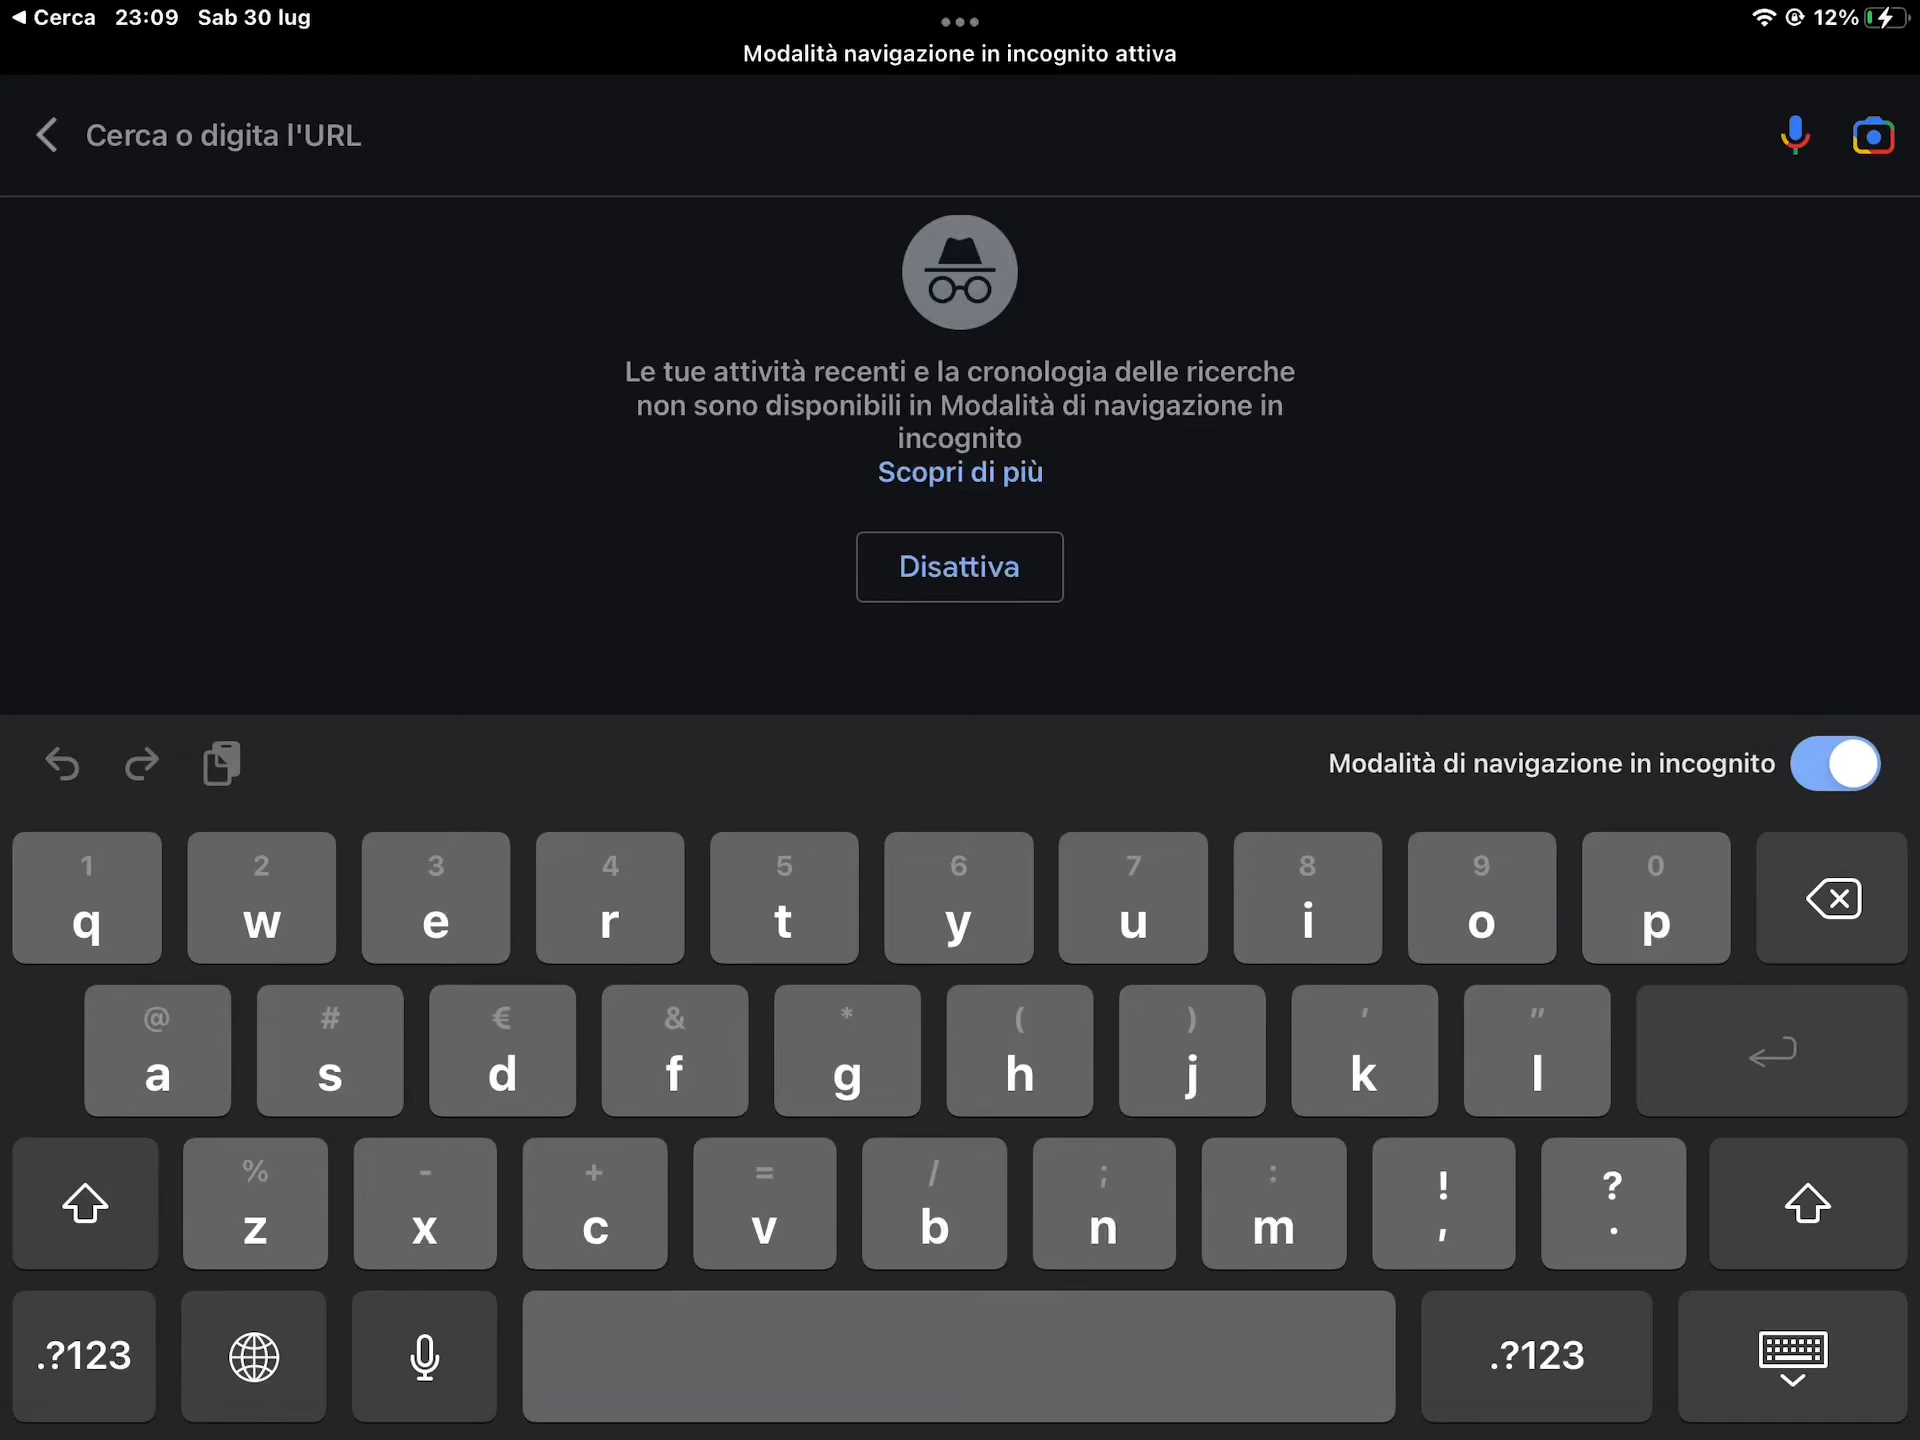 Cerca 23:09 Sab 30 lug
12%
Modalità navigazione in incognito attiva
Cerca o digita l'URL
Le tue attività recenti e la cronologia delle ricerche
non sono disponibili in Modalità di navigazione in
incognito
Scopri di più
Disattiva
Modalità di navigazione in incognito
1 2 3 4 5 6 7 8 9 0
q w e r t y u i o p
@ # € & * ( ) ' "
a s d f g h j k l
% - + = / ; : ! ?
z x c v b n m , .
.?123 .?123